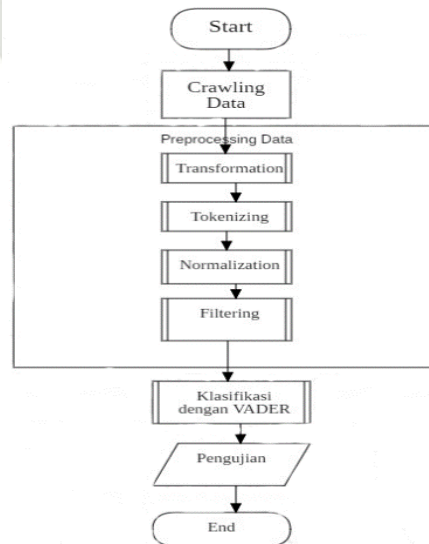 Start
Crawling
Data
Preprocessing Data
Transformation
Tokenizing
Normalization
Filtering
Klasifikasi
dengan VADER
Pengujian
End